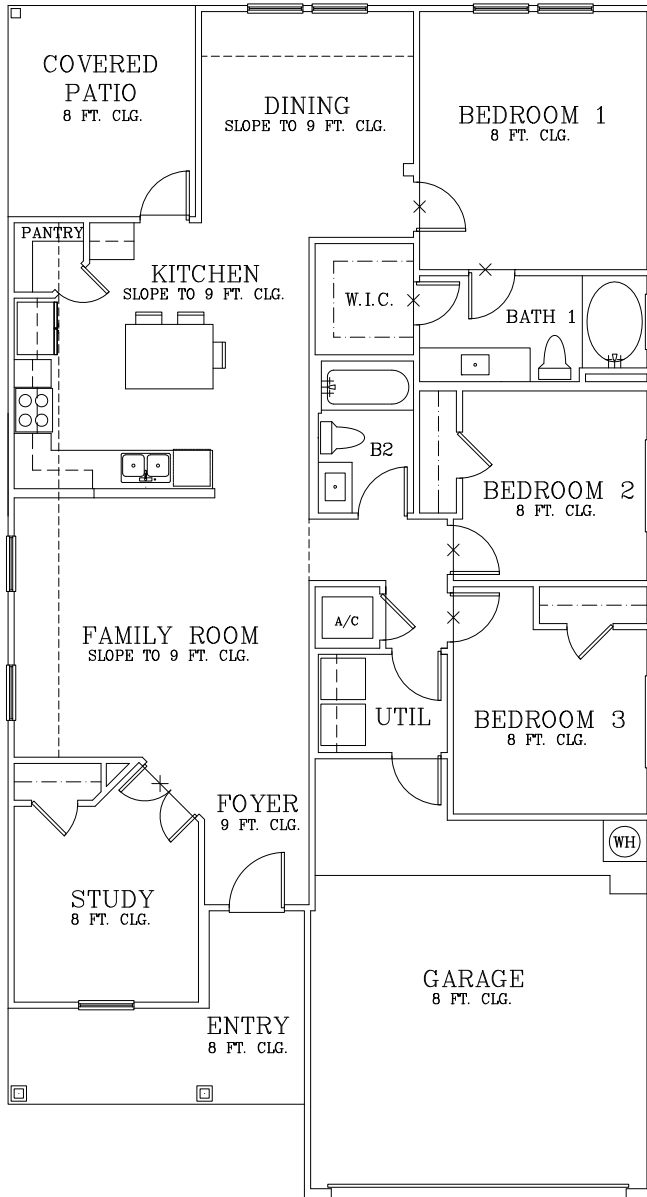 COVERED
PATIO
8 FT. CLG.
DINING
SLOPE TO 9 FT. CLG.
BEDROOM 1
8 FT. CLG.
PANTRY
KITCHEN
SLOPE TO 9 FT. CLG.
W.I.C.
BATH 1
B2
BEDROOM 2
8 FT. CLG.
A/C
FAMILY ROOM
SLOPE TO 9 FT. CLG.
UTIL
BEDROOM 3
8 FT. CLG.
FOYER
9 FT. CLG.
WH
STUDY
8 FT. CLG.
GARAGE
8 FT. CLG.
ENTRY
8 FT. CLG.